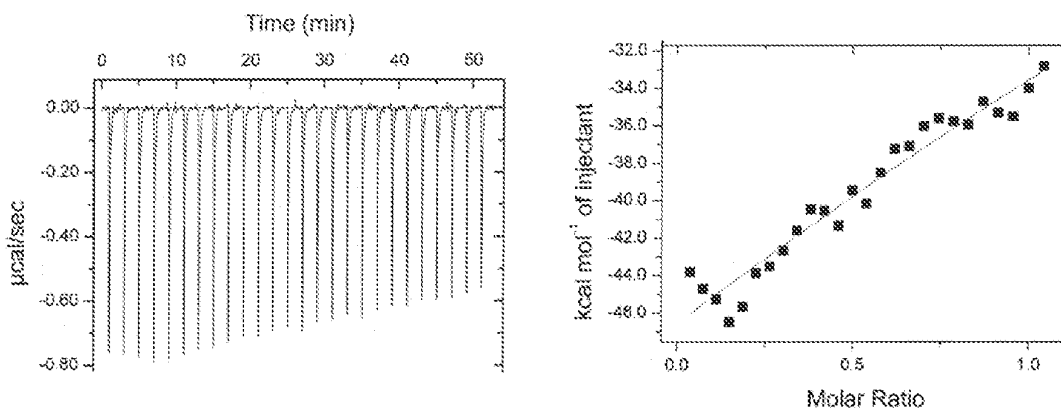 Time (min)
0 10 20 30 40 50
0.00
-0.20
-0.40
-0.60
-0.80
µcal/sec
-32.0
-34.0
-36.0
-38.0
-40.0
-42.0
-44.0
-46.0
kcal mol⁻¹ of injectant
0.0 0.5 1.0
Molar Ratio